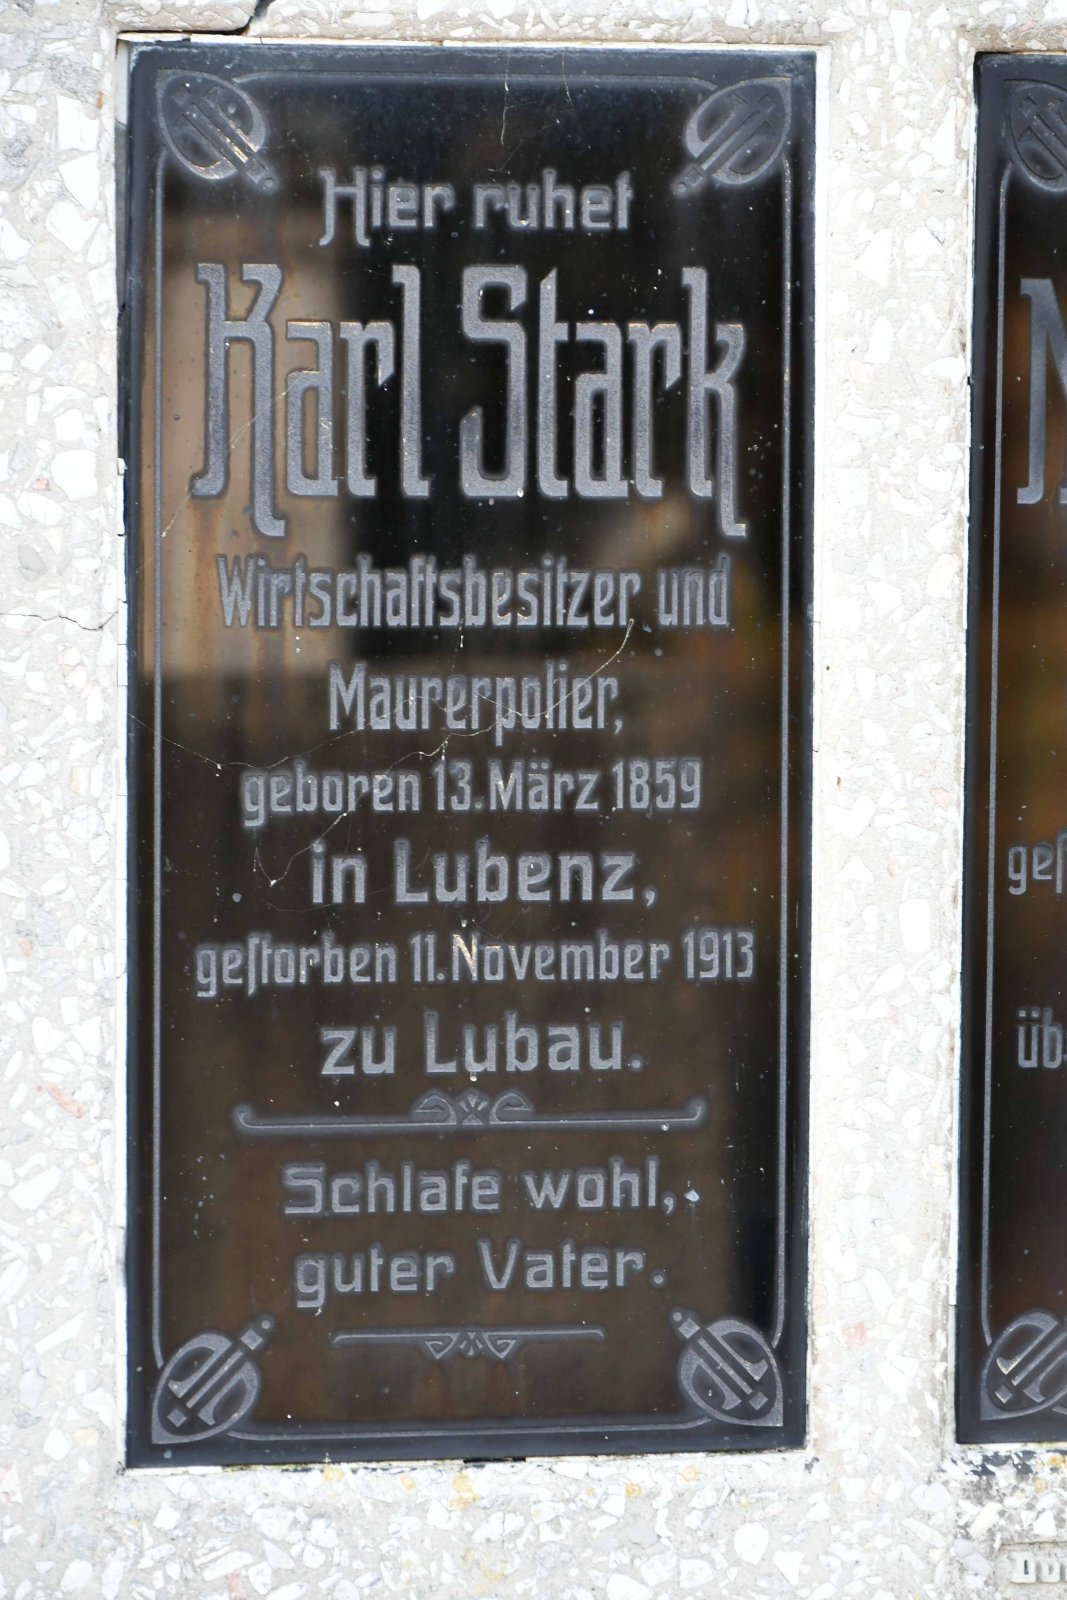 Hier ruhet
Karl Stark
Wirtschaftsbesitzer und
Maurerpolier,
geboren 13. März 1859
in Lubenz,
geſtorben 11. November 1913
zu Lubau.
Schlafe wohl,
guter Vater.